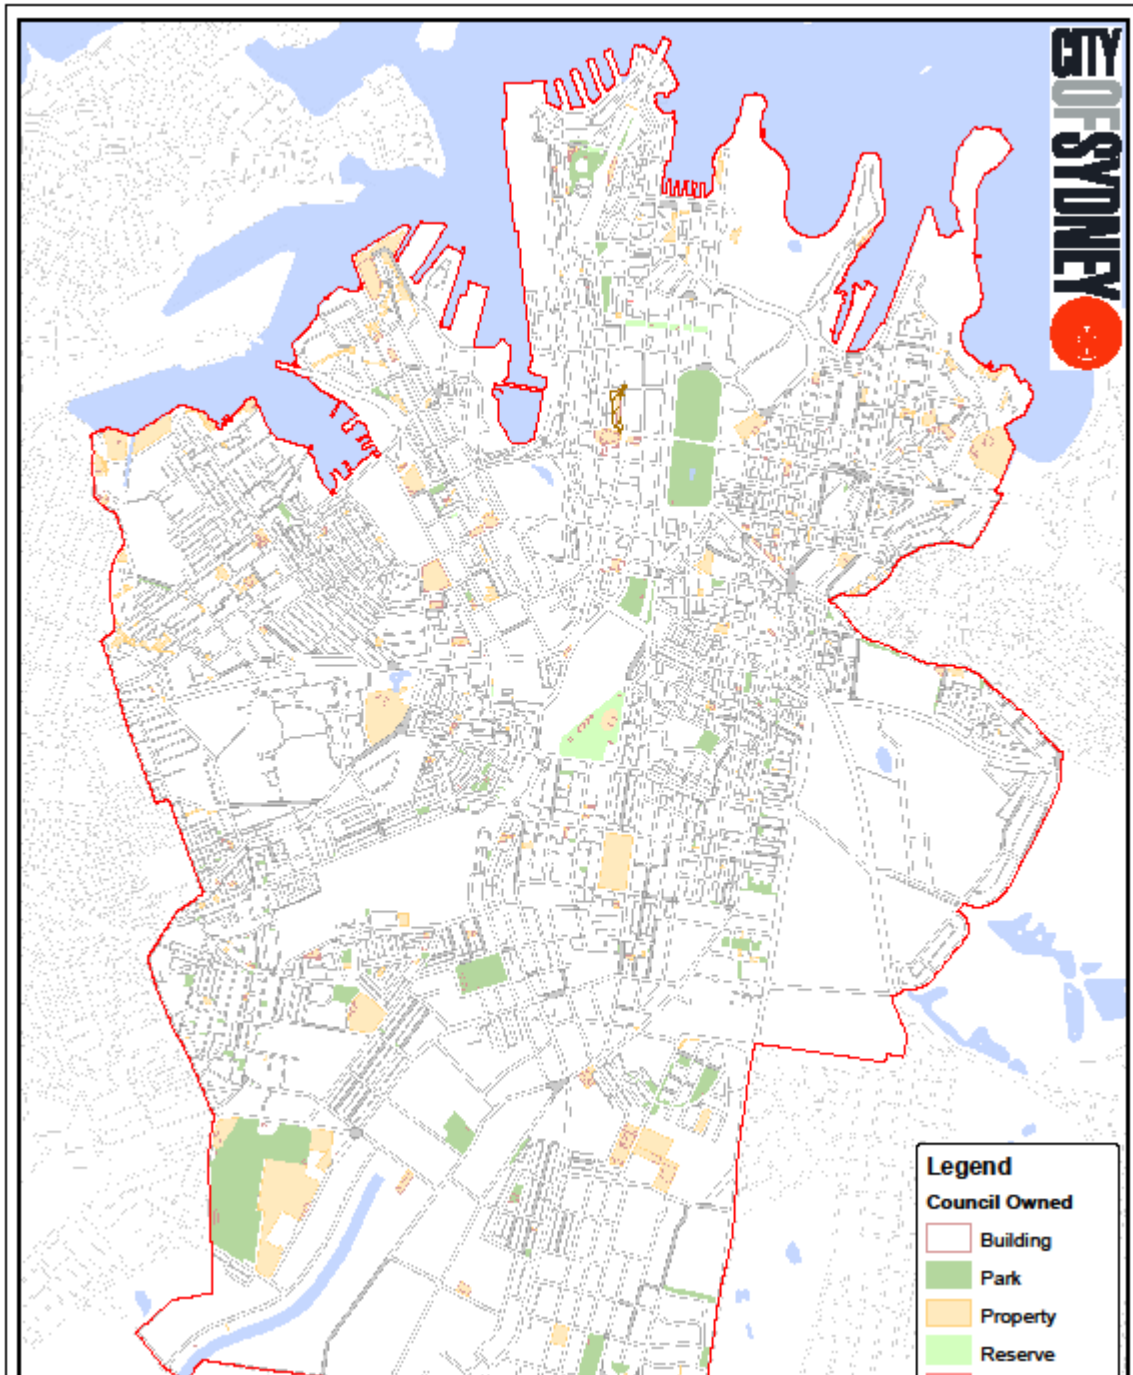 CITY OF SYDNEY
Legend
Council Owned
Building
Park
Property
Reserve